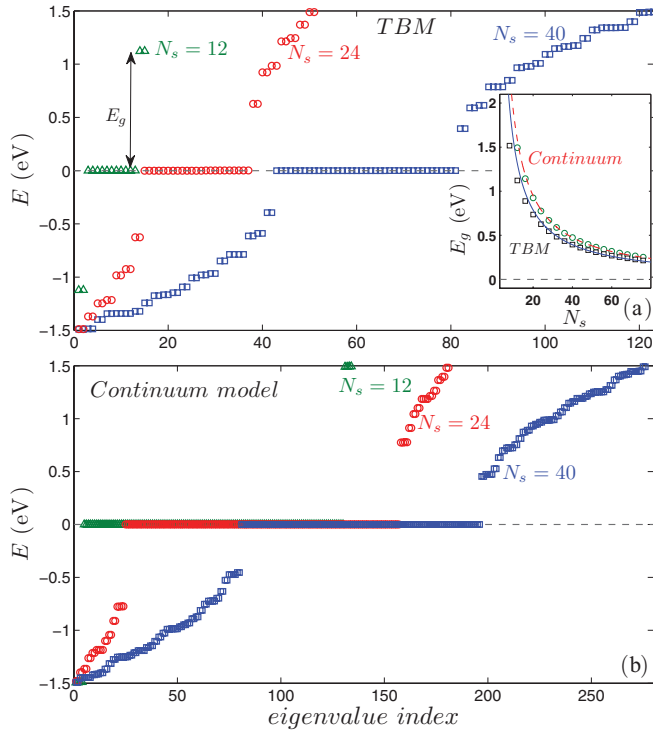 1.5
1
0.5
0
−0.5
−1
−1.5
E (eV)
TBM
N_s = 12
N_s = 24
N_s = 40
E_g
0 20 40 60 80 100 120
2
1.5
1
0.5
0
E_g (eV)
Continuum
TBM
20 40 60
N_s
(a)
1.5
1
0.5
0
−0.5
−1
−1.5
E (eV)
Continuum model
N_s = 12
N_s = 24
N_s = 40
(b)
0 50 100 150 200 250
eigenvalue index